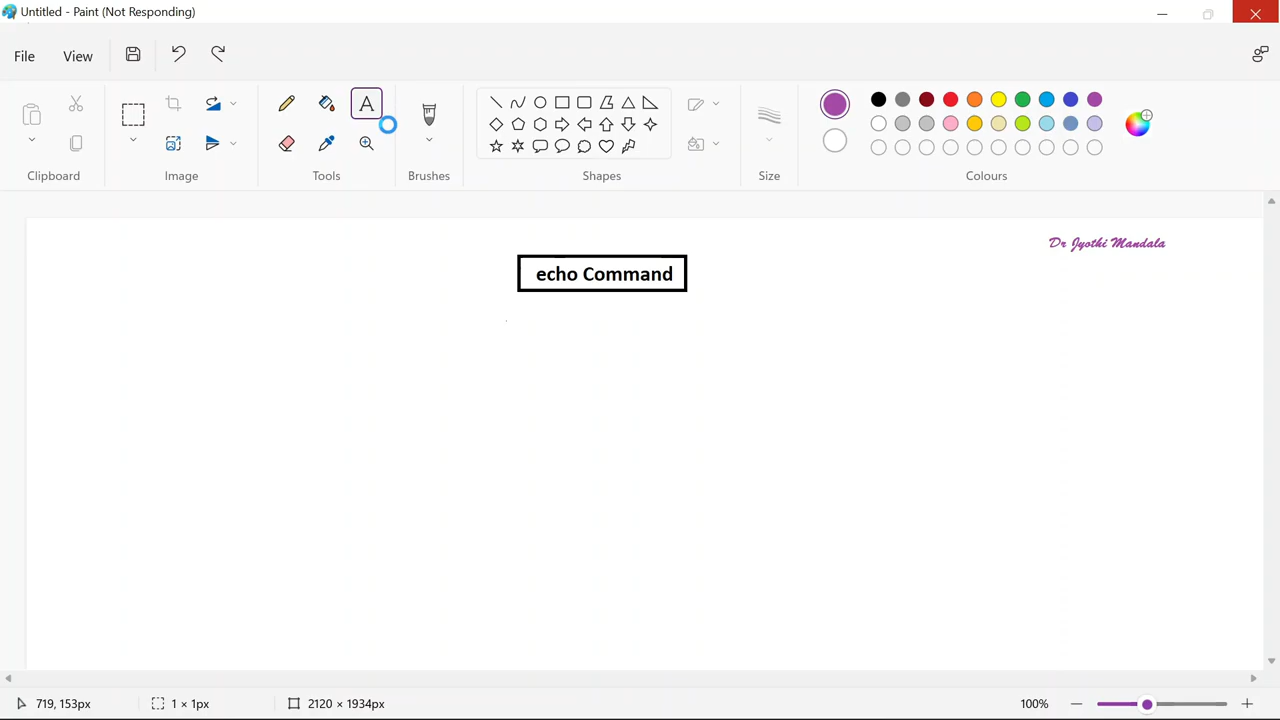 Untitled - Paint (Not Responding)
File View
Clipboard Image Tools Brushes Shapes Size Colours
A
Dr Jyothi Mandala
echo Command
719, 153px 1 × 1px 2120 × 1934px 100%